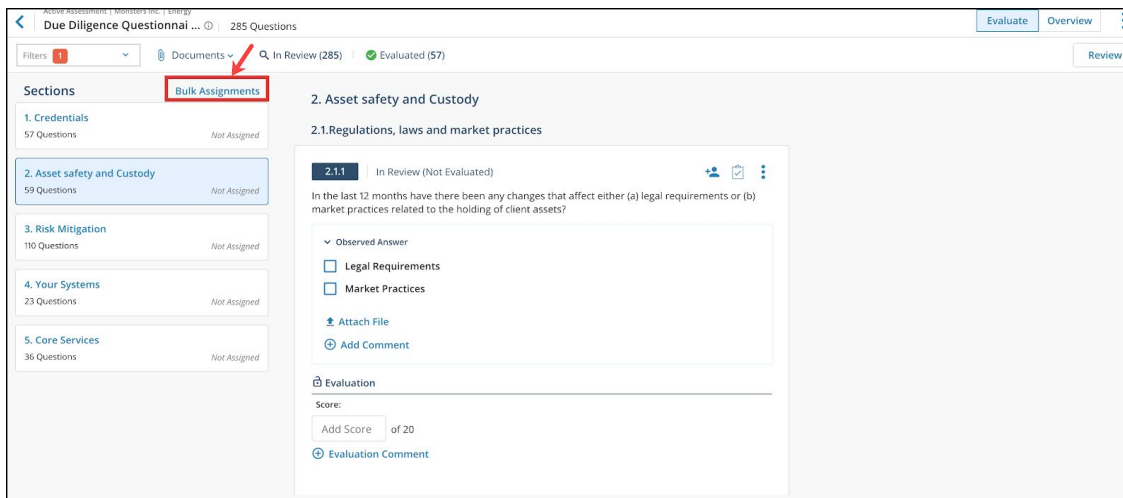 Active Assessment | Monsters Inc. | Energy
Due Diligence Questionnai ... 285 Questions
Evaluate Overview
Filters 1 Documents In Review (285) Evaluated (57) Review
Sections Bulk Assignments
1. Credentials
57 Questions Not Assigned
2. Asset safety and Custody
59 Questions Not Assigned
3. Risk Mitigation
110 Questions Not Assigned
4. Your Systems
23 Questions Not Assigned
5. Core Services
36 Questions Not Assigned
2. Asset safety and Custody
2.1.Regulations, laws and market practices
2.1.1 In Review (Not Evaluated)
In the last 12 months have there been any changes that affect either (a) legal requirements or (b)
market practices related to the holding of client assets?
Observed Answer
Legal Requirements
Market Practices
Attach File
Add Comment
Evaluation
Score:
Add Score of 20
Evaluation Comment